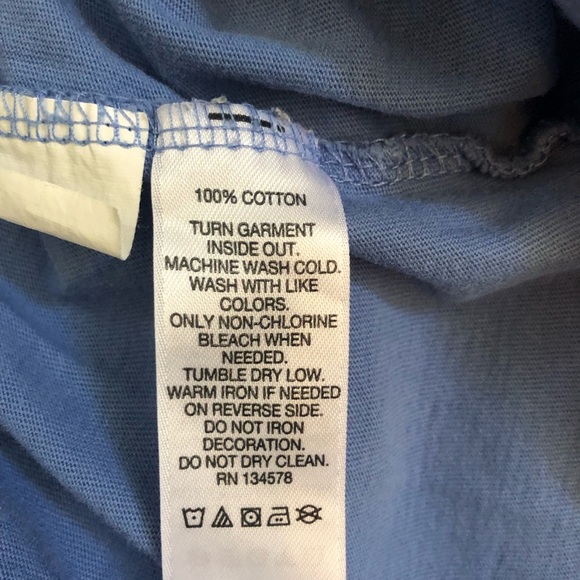 100% COTTON
TURN GARMENT
INSIDE OUT.
MACHINE WASH COLD.
WASH WITH LIKE
COLORS.
ONLY NON-CHLORINE
BLEACH WHEN
NEEDED.
TUMBLE DRY LOW.
WARM IRON IF NEEDED
ON REVERSE SIDE.
DO NOT IRON
DECORATION.
DO NOT DRY CLEAN.
RN 134578